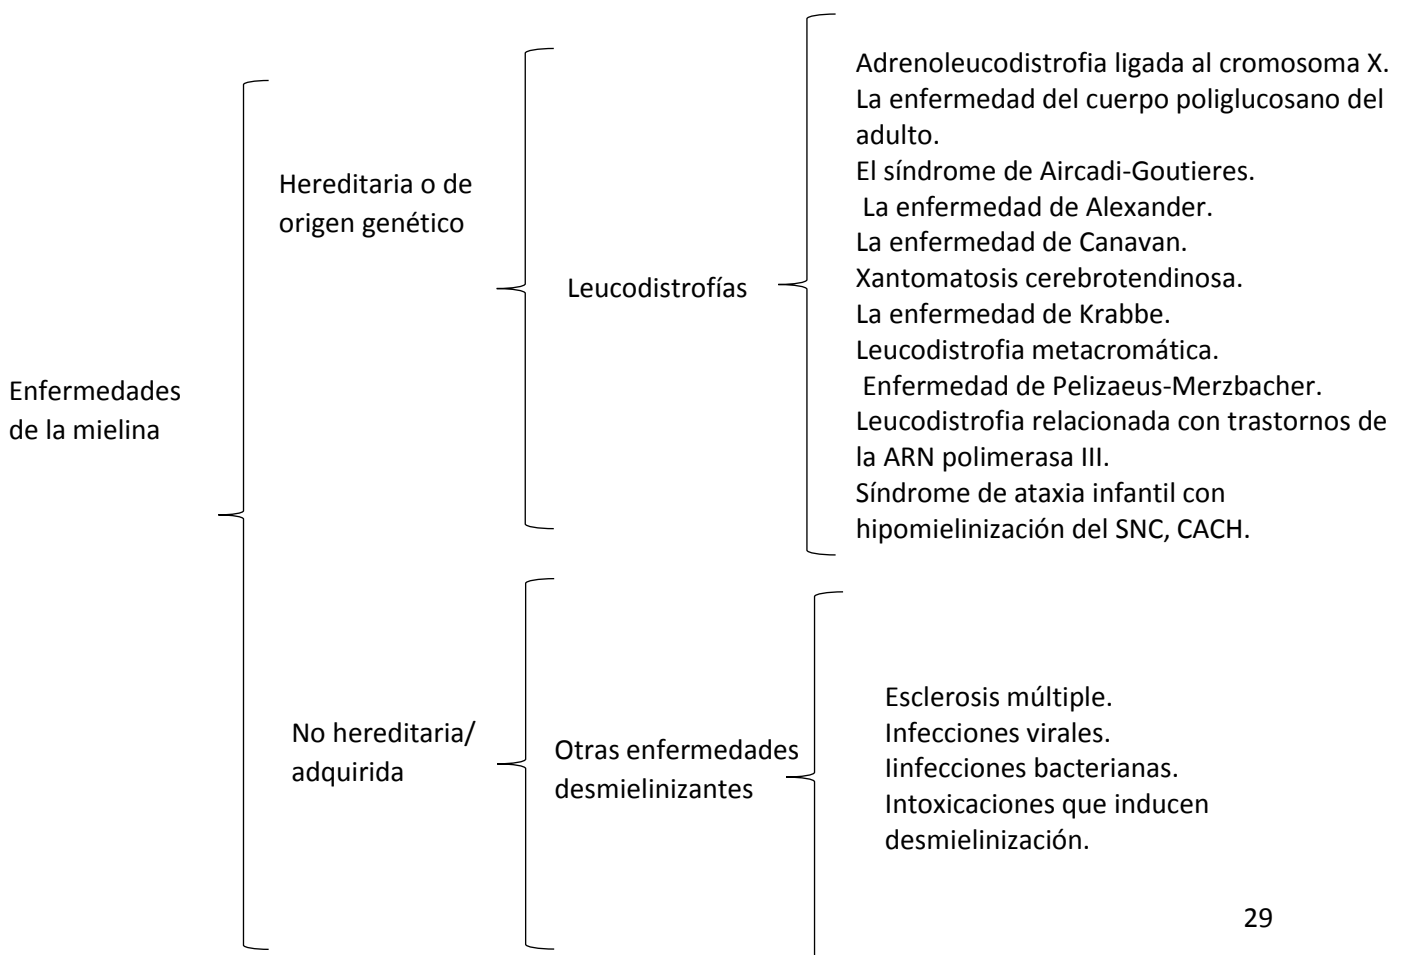 Enfermedades
de la mielina
Hereditaria o de
origen genético
Leucodistrofías
Adrenoleucodistrofia ligada al cromosoma X.
La enfermedad del cuerpo poliglucosano del
adulto.
El síndrome de Aircadi-Goutieres.
La enfermedad de Alexander.
La enfermedad de Canavan.
Xantomatosis cerebrotendinosa.
La enfermedad de Krabbe.
Leucodistrofia metacromática.
Enfermedad de Pelizaeus-Merzbacher.
Leucodistrofia relacionada con trastornos de
la ARN polimerasa III.
Síndrome de ataxia infantil con
hipomielinización del SNC, CACH.
No hereditaria/
adquirida
Otras enfermedades
desmielinizantes
Esclerosis múltiple.
Infecciones virales.
Iinfecciones bacterianas.
Intoxicaciones que inducen
desmielinización.
29